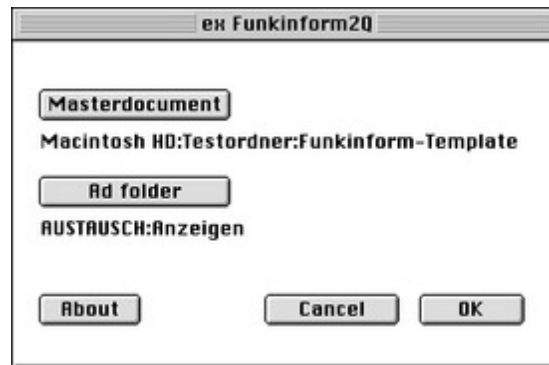 ex Funkinform2Q
Masterdocument
Macintosh HD:Testordner:Funkinform-Template
Ad folder
AUSTAUSCH:Anzeigen
About Cancel OK